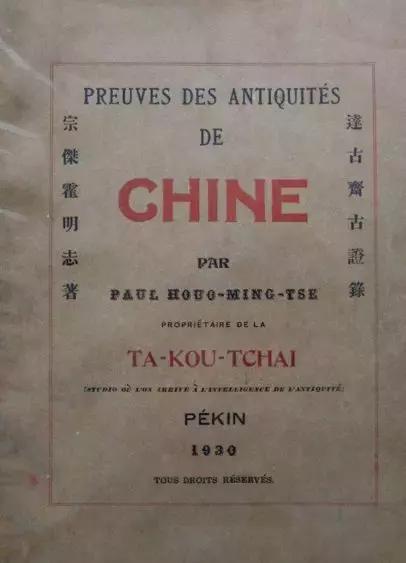 PREUVES DES ANTIQUITÉS
DE
CHINE
PAR
PAUL HOUO-MING-TSE
PROPRIÉTAIRE DE LA
TA-KOU-TCHAI
(STUDIO OÙ L'ON ARRIVE À L'INTELLIGENCE DE L'ANTIQUITÉ)
PÉKIN
1930
TOUS DROITS RÉSERVÉS.
達古齋古證錄
宗傑霍明志著